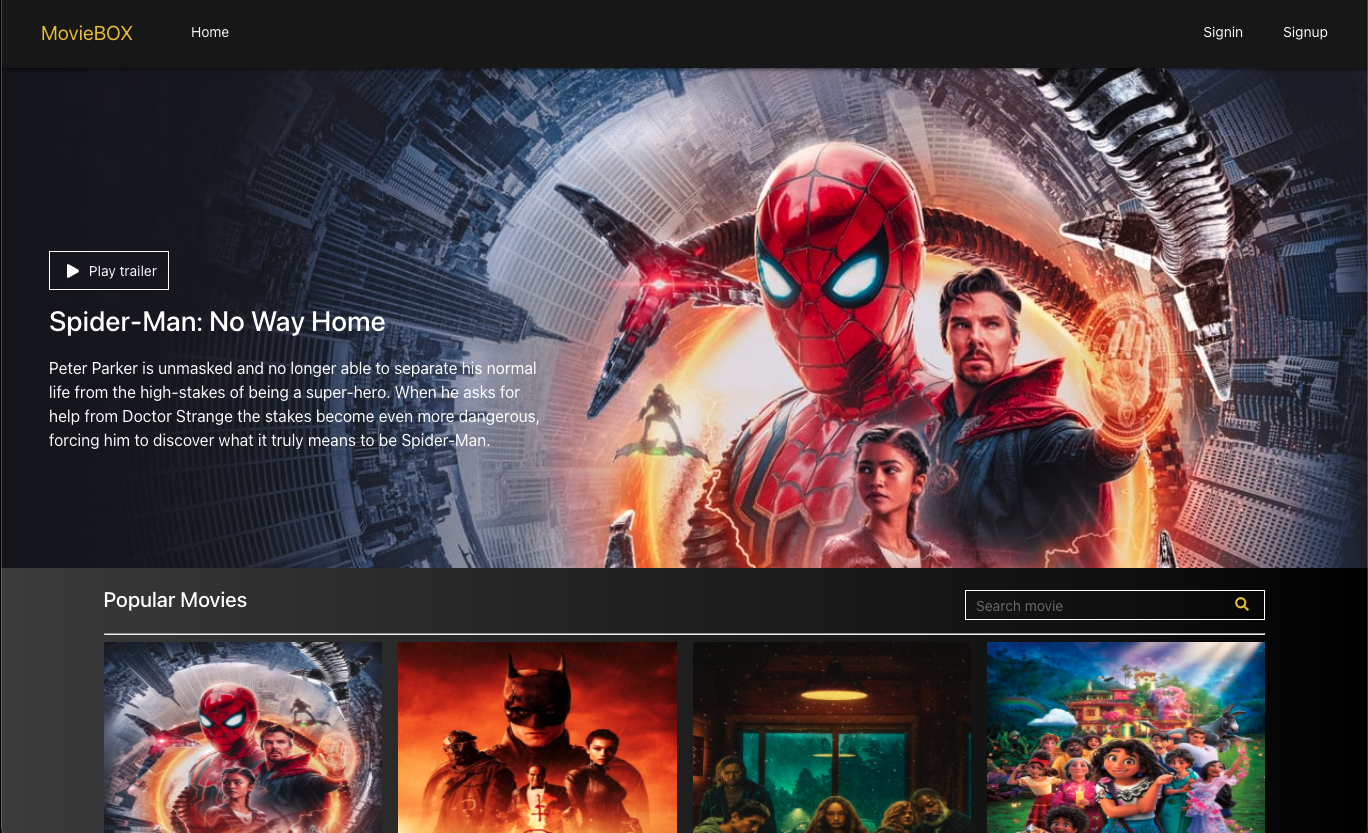 MovieBOX
Home
Signin
Signup
Play trailer
Spider-Man: No Way Home
Peter Parker is unmasked and no longer able to separate his normal
life from the high-stakes of being a super-hero. When he asks for
help from Doctor Strange the stakes become even more dangerous,
forcing him to discover what it truly means to be Spider-Man.
Popular Movies
Search movie